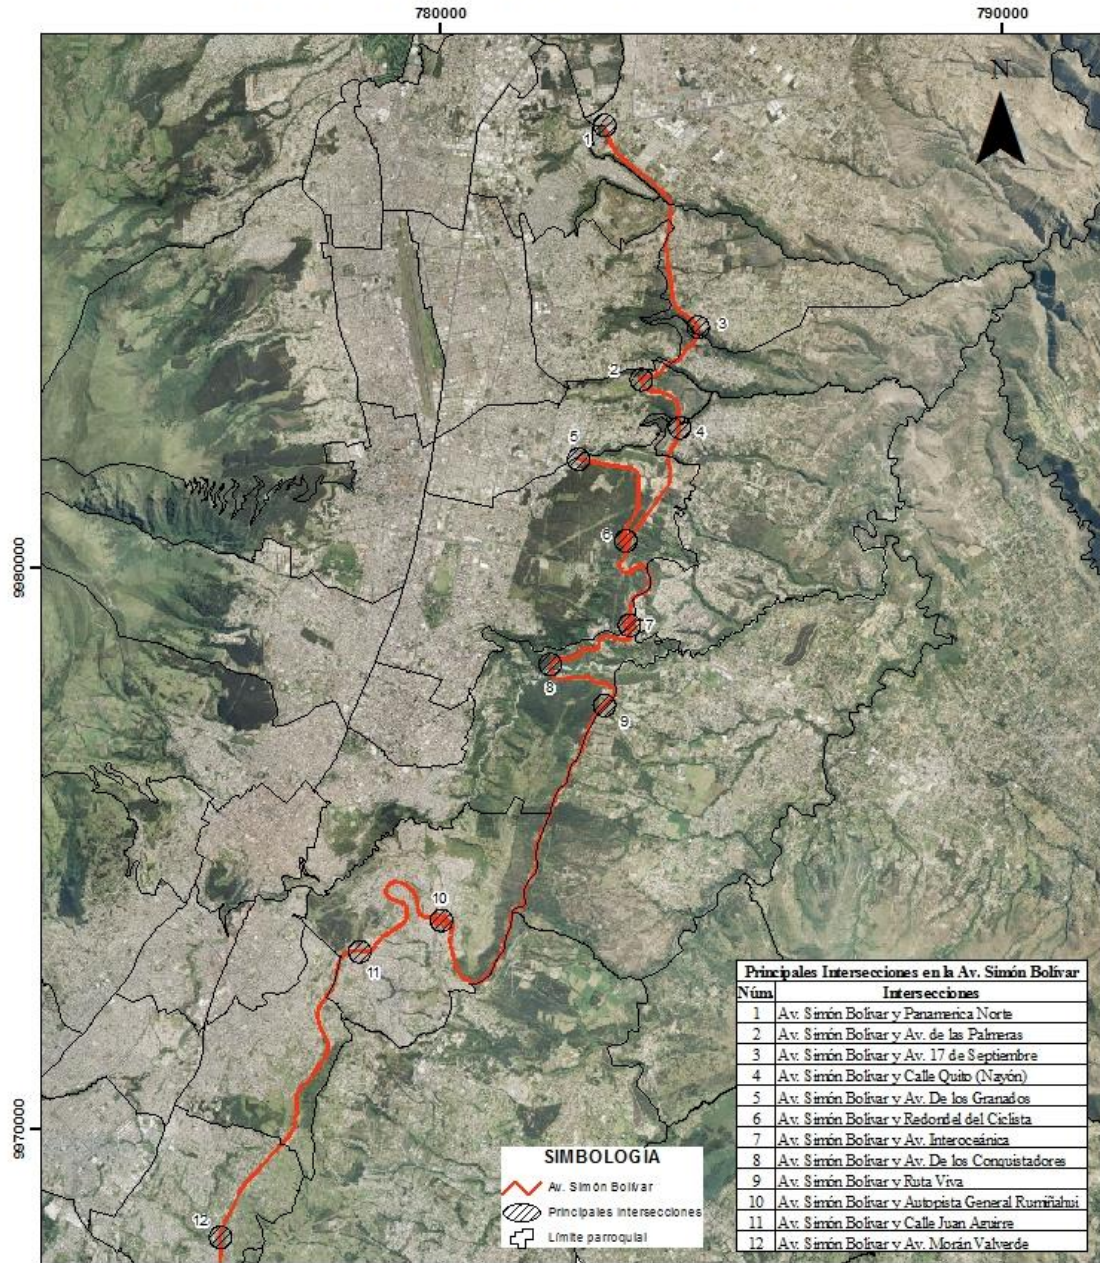 780000
790000
N
1
3
2
4
5
6
7
8
9
10
11
12
9980000
9970000
Principales Intersecciones en la Av. Simón Bolívar
Núm. Intersecciones
1 Av. Simón Bolívar y Panamerica Norte
2 Av. Simón Bolívar y Av. de las Palmeras
3 Av. Simón Bolívar y Av. 17 de Septiembre
4 Av. Simón Bolívar y Calle Quito (Nayón)
5 Av. Simón Bolívar y Av. De los Granados
6 Av. Simón Bolívar y Redondel del Ciclista
7 Av. Simón Bolívar y Av. Interoceánica
8 Av. Simón Bolívar y Av. De los Conquistadores
9 Av. Simón Bolívar y Ruta Viva
10 Av. Simón Bolívar y Autopista General Rumiñahui
11 Av. Simón Bolívar y Calle Juan Aguirre
12 Av. Simón Bolívar y Av. Morán Valverde
SIMBOLOGÍA
Av. Simón Bolívar
Principales Intersecciones
Límite parroquial